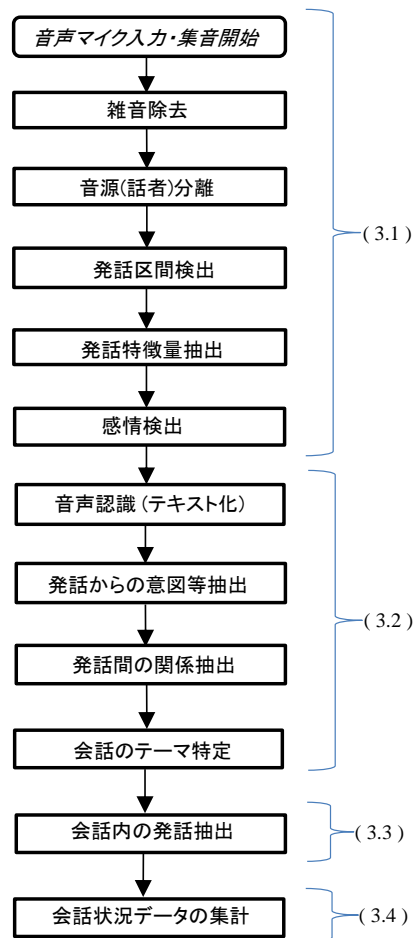 音声マイク入力・集音開始
雑音除去
音源(話者)分離
発話区間検出
発話特徴量抽出
感情検出
( 3.1 )
音声認識(テキスト化)
発話からの意図等抽出
発話間の関係抽出
会話のテーマ特定
( 3.2 )
会話内の発話抽出
( 3.3 )
会話状況データの集計
( 3.4 )